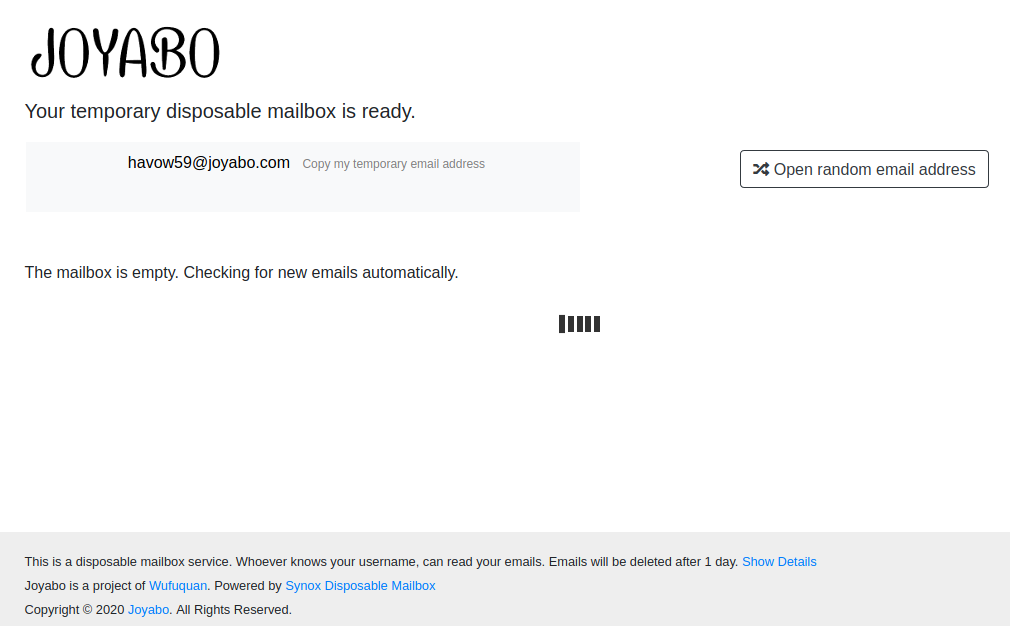 JOYABO
Your temporary disposable mailbox is ready.
havow59@joyabo.com Copy my temporary email address
Open random email address
The mailbox is empty. Checking for new emails automatically.
This is a disposable mailbox service. Whoever knows your username, can read your emails. Emails will be deleted after 1 day. Show Details
Joyabo is a project of Wufuquan. Powered by Synox Disposable Mailbox
Copyright © 2020 Joyabo. All Rights Reserved.